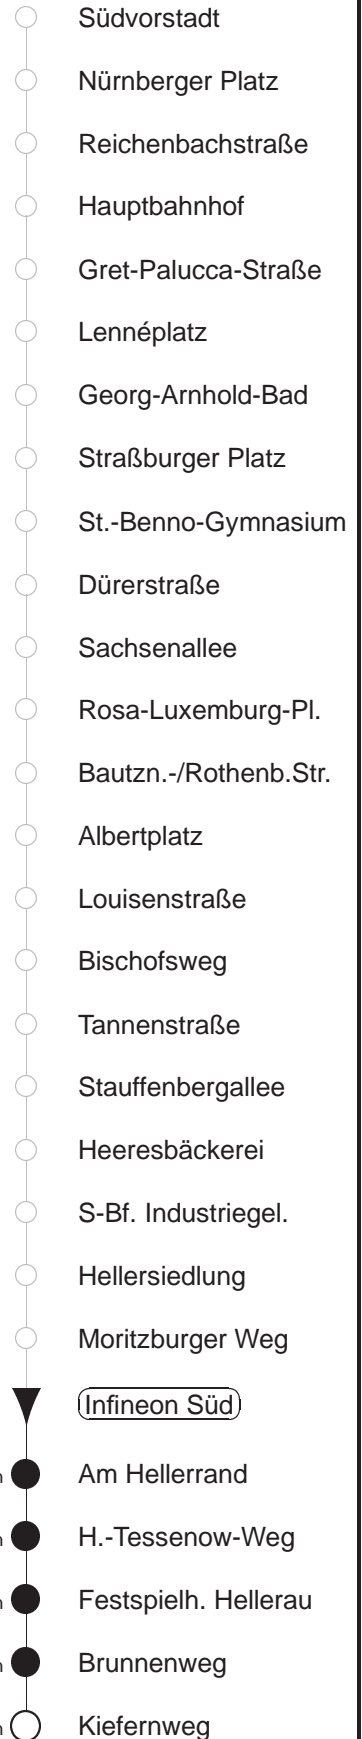 Südvorstadt
Nürnberger Platz
Reichenbachstraße
Hauptbahnhof
Gret-Palucca-Straße
Lennéplatz
Georg-Arnhold-Bad
Straßburger Platz
St.-Benno-Gymnasium
Dürerstraße
Sachsenallee
Rosa-Luxemburg-Pl.
Bautzn.-/Rothenb.Str.
Albertplatz
Louisenstraße
Bischofsweg
Tannenstraße
Stauffenbergallee
Heeresbäckerei
S-Bf. Industriegel.
Hellersiedlung
Moritzburger Weg
Infineon Süd
Am Hellerrand
H.-Tessenow-Weg
Festspielh. Hellerau
Brunnenweg
Kiefernweg